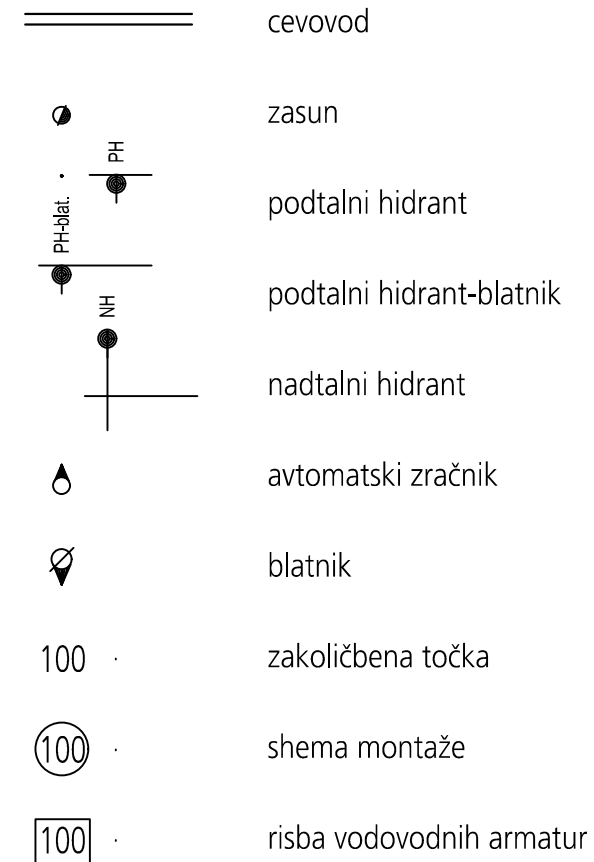 cevovod
zasun
PH
podtalni hidrant
PH-blat.
podtalni hidrant-blatnik
NH
nadtalni hidrant
avtomatski zračnik
blatnik
100 zakoličbena točka
100 shema montaže
100 risba vodovodnih armatur